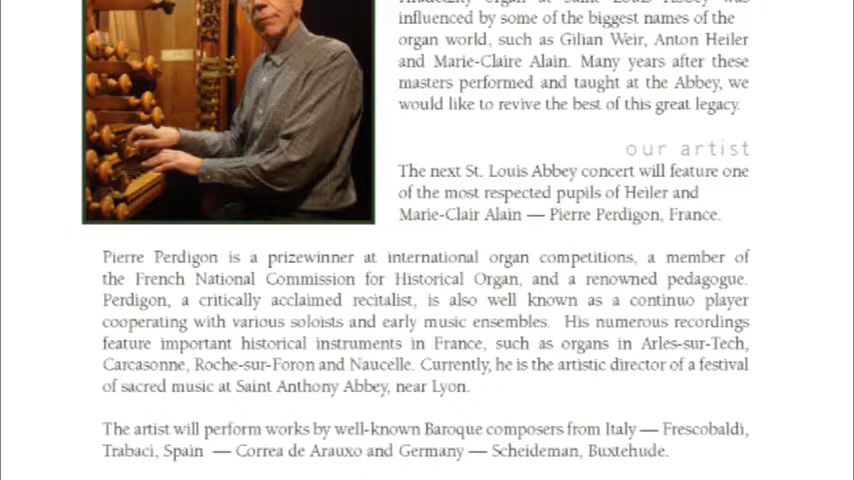 organ at Saint Louis Abbey was
influenced by some of the biggest names of the
organ world, such as Gilian Weir, Anton Heiler
and Marie-Claire Alain. Many years after these
masters performed and taught at the Abbey, we
would like to revive the best of this great legacy.
our artist
The next St. Louis Abbey concert will feature one
of the most respected pupils of Heiler and
Marie-Clair Alain — Pierre Perdigon, France.
Pierre Perdigon is a prizewinner at international organ competitions, a member of
the French National Commission for Historical Organ, and a renowned pedagogue.
Perdigon, a critically acclaimed recitalist, is also well known as a continuo player
cooperating with various soloists and early music ensembles. His numerous recordings
feature important historical instruments in France, such as organs in Arles-sur-Tech,
Carcasonne, Roche-sur-Foron and Naucelle. Currently, he is the artistic director of a festival
of sacred music at Saint Anthony Abbey, near Lyon.
The artist will perform works by well-known Baroque composers from Italy — Frescobaldi,
Trabaci, Spain — Correa de Arauxo and Germany — Scheideman, Buxtehude.